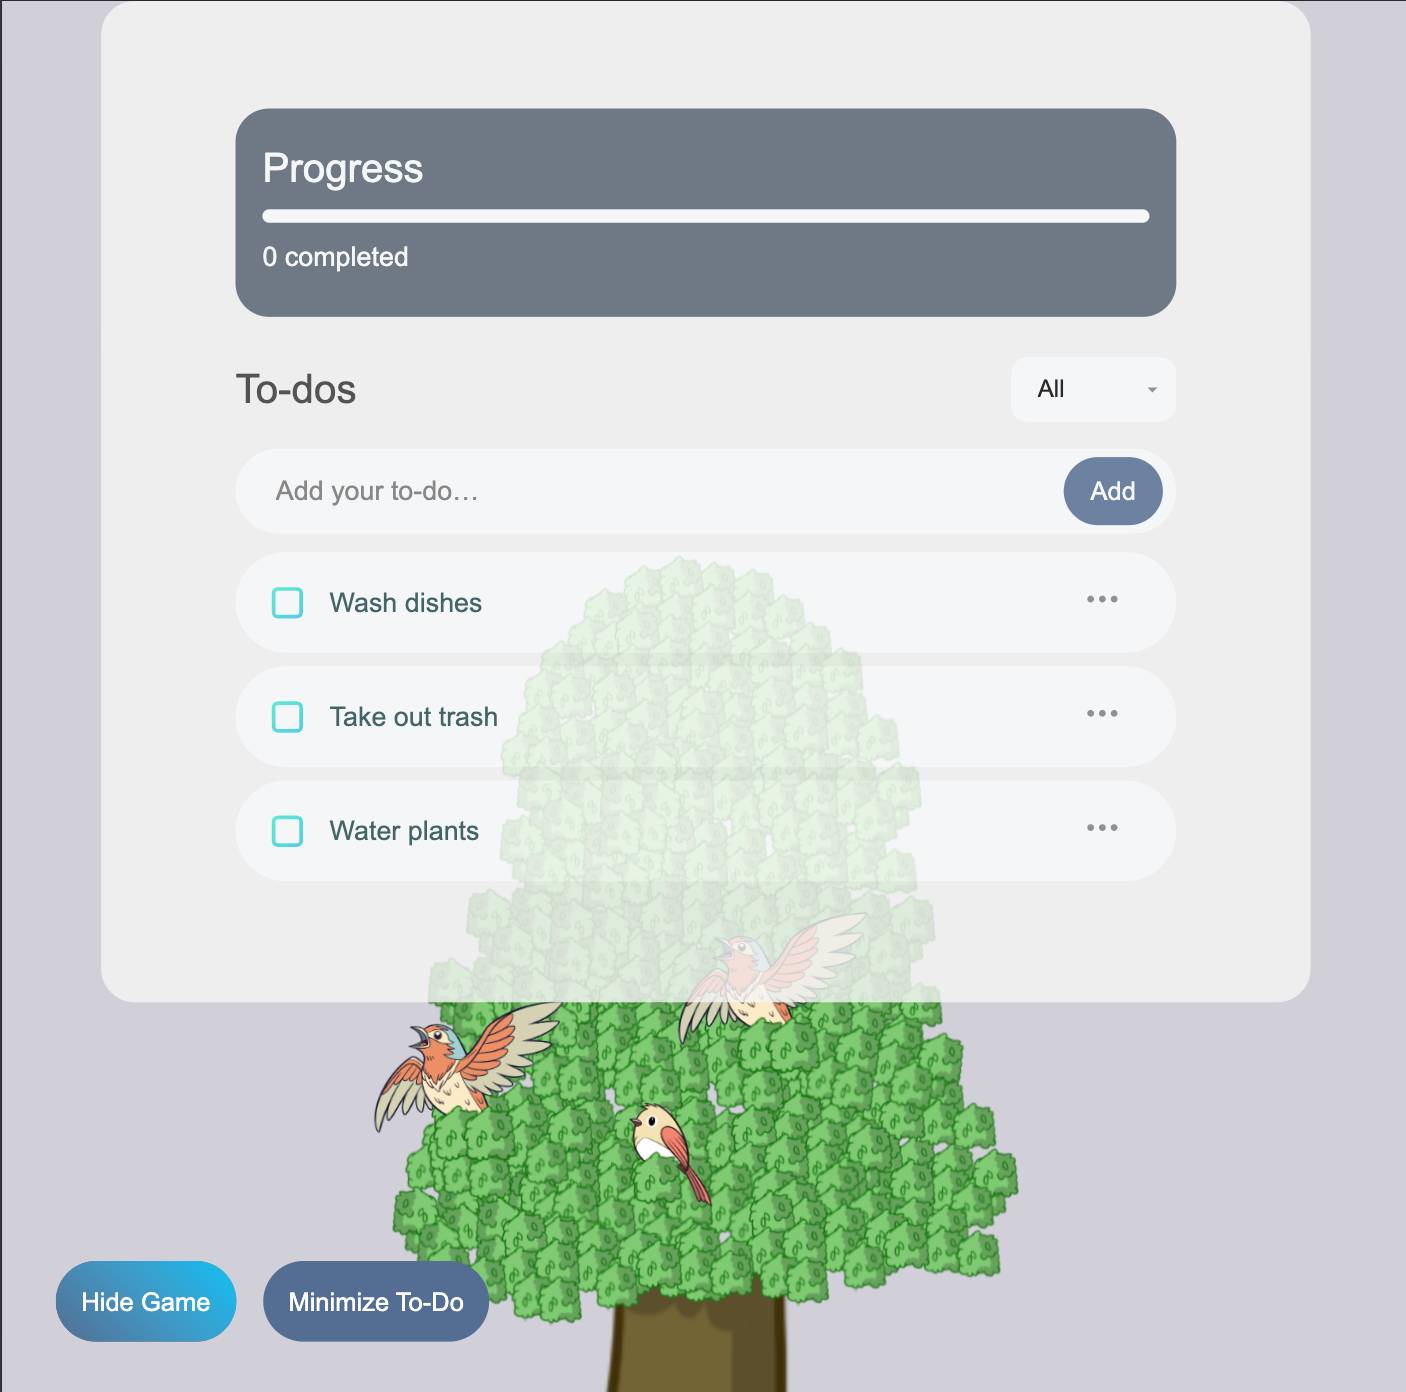 Progress
0 completed
To-dos
All
Add your to-do…
Add
Wash dishes
Take out trash
Water plants
Hide Game
Minimize To-Do